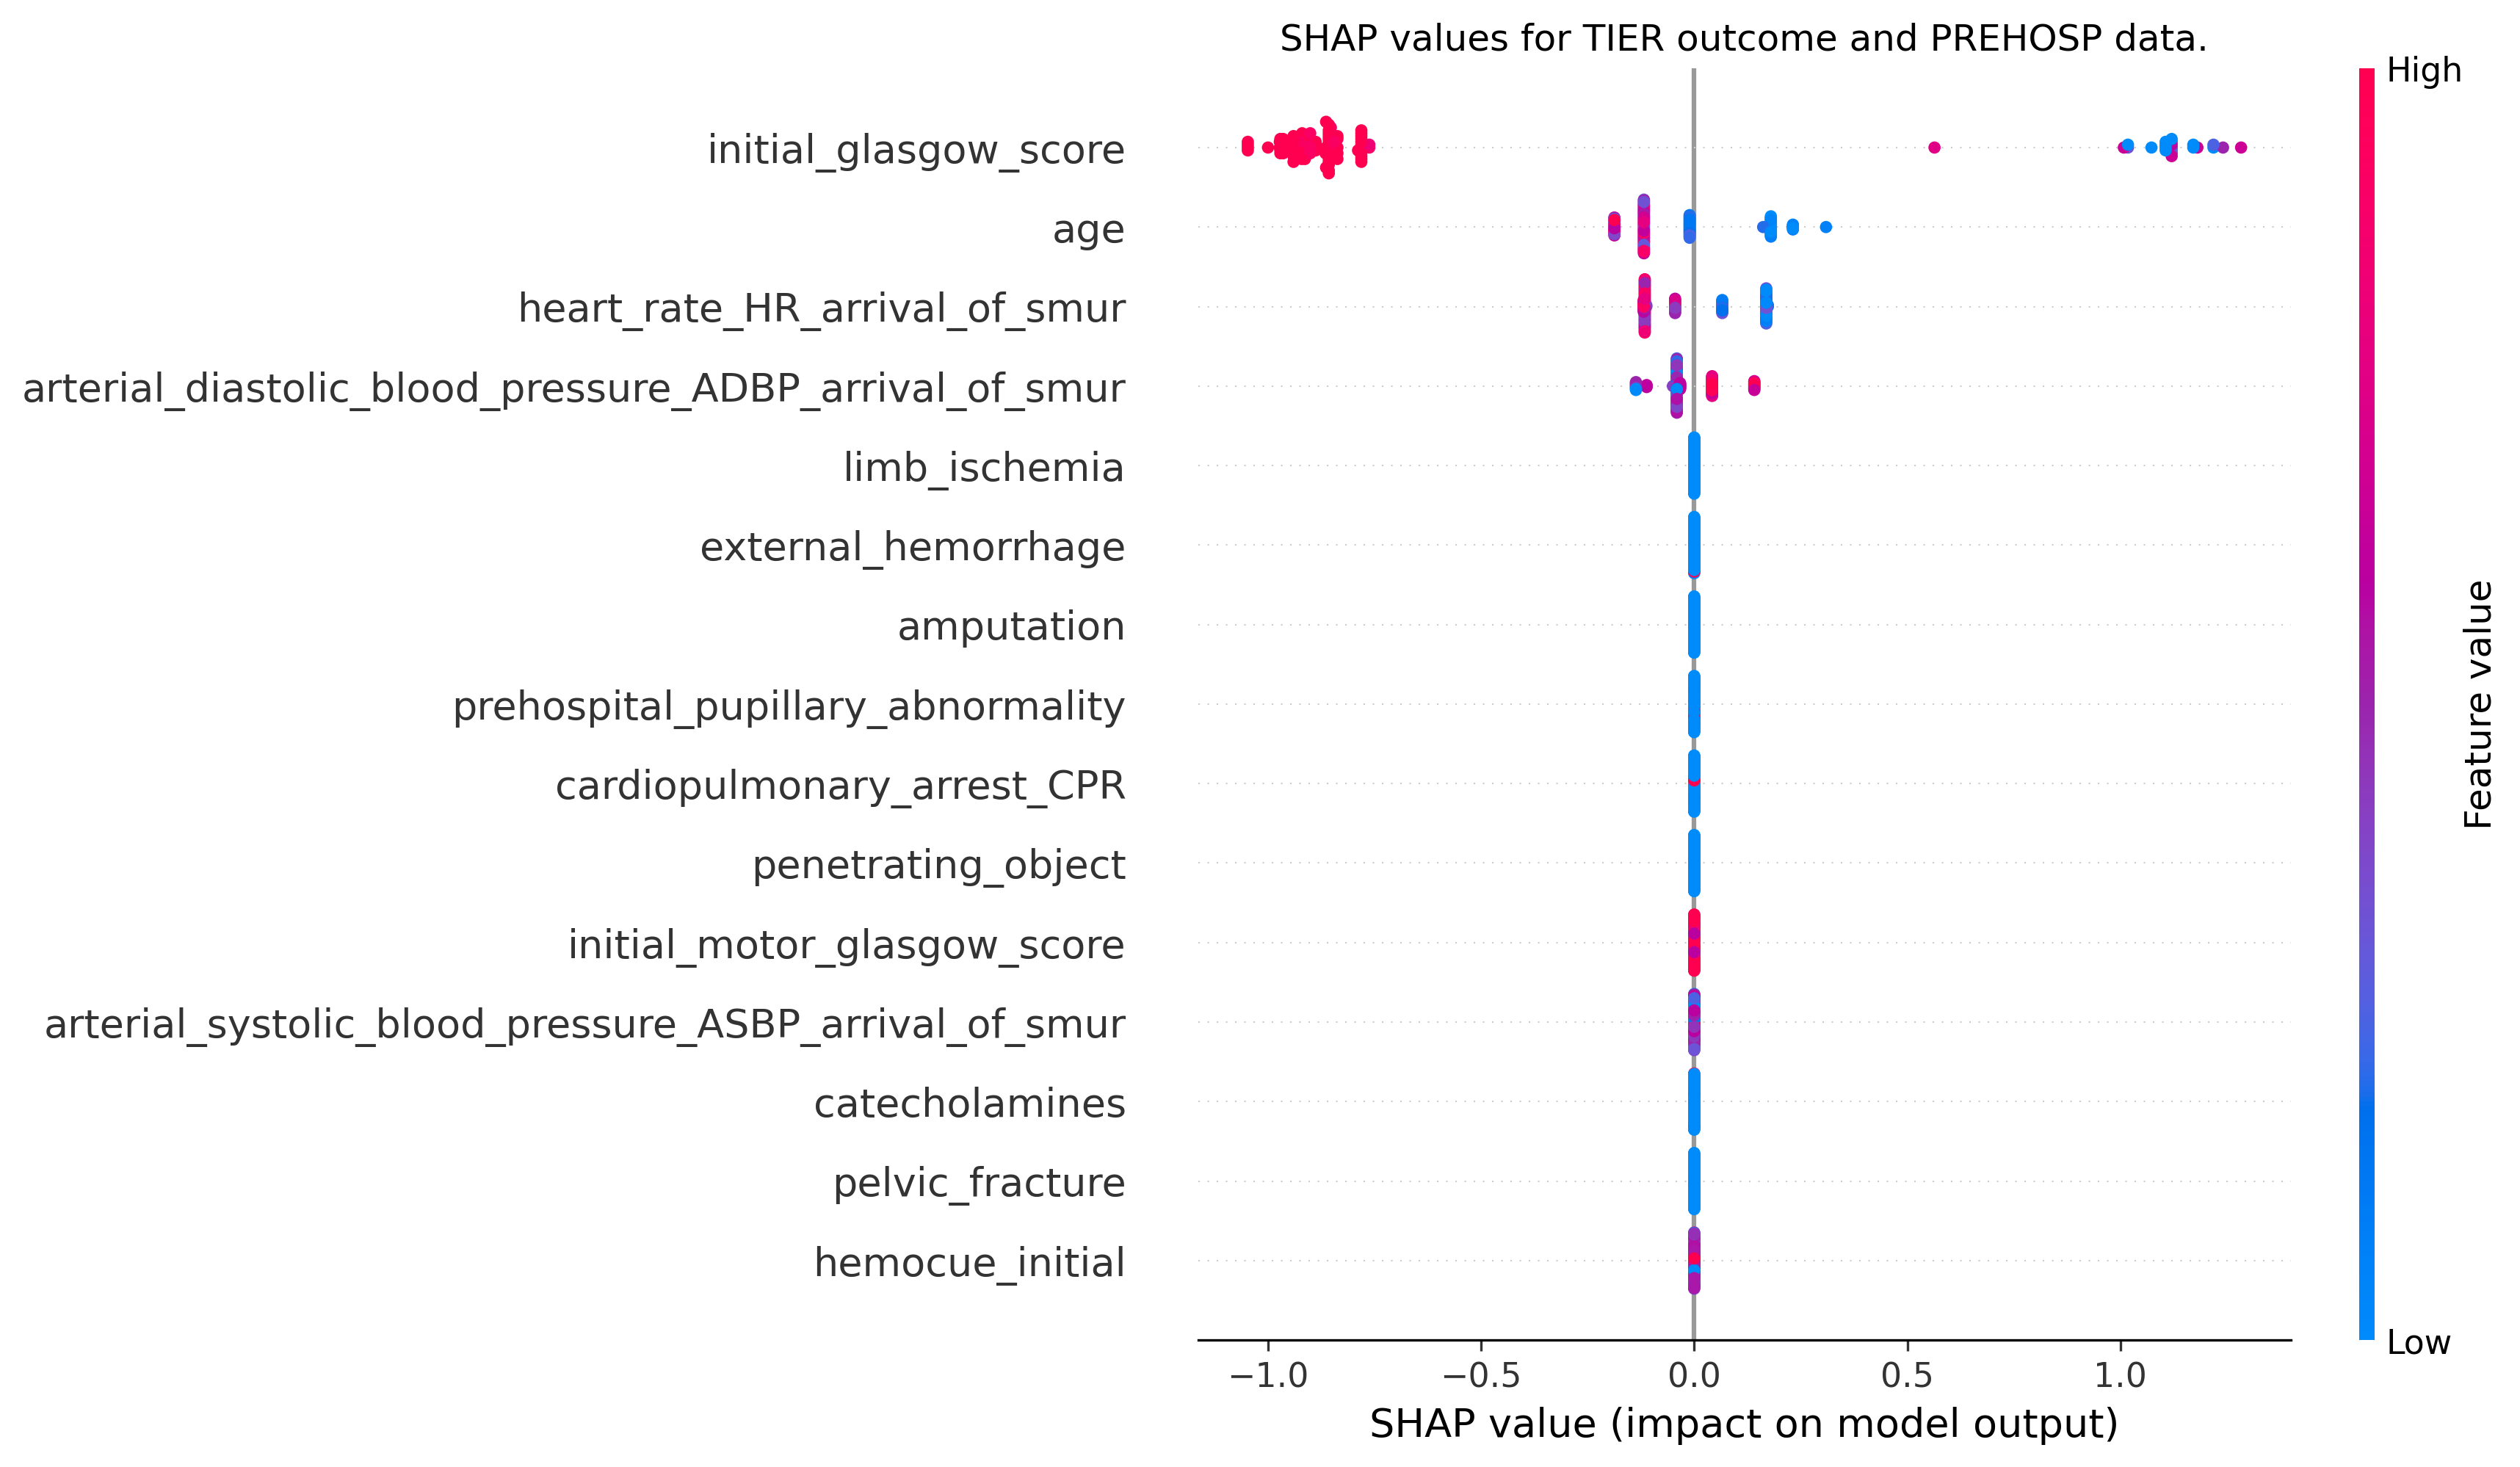 SHAP values for TIER outcome and PREHOSP data.
High
initial_glasgow_score
age
heart_rate_HR_arrival_of_smur
arterial_diastolic_blood_pressure_ADBP_arrival_of_smur
limb_ischemia
external_hemorrhage
amputation
prehospital_pupillary_abnormality
cardiopulmonary_arrest_CPR
penetrating_object
initial_motor_glasgow_score
arterial_systolic_blood_pressure_ASBP_arrival_of_smur
catecholamines
pelvic_fracture
hemocue_initial
Feature value
Low
−1.0 −0.5 0.0 0.5 1.0
SHAP value (impact on model output)